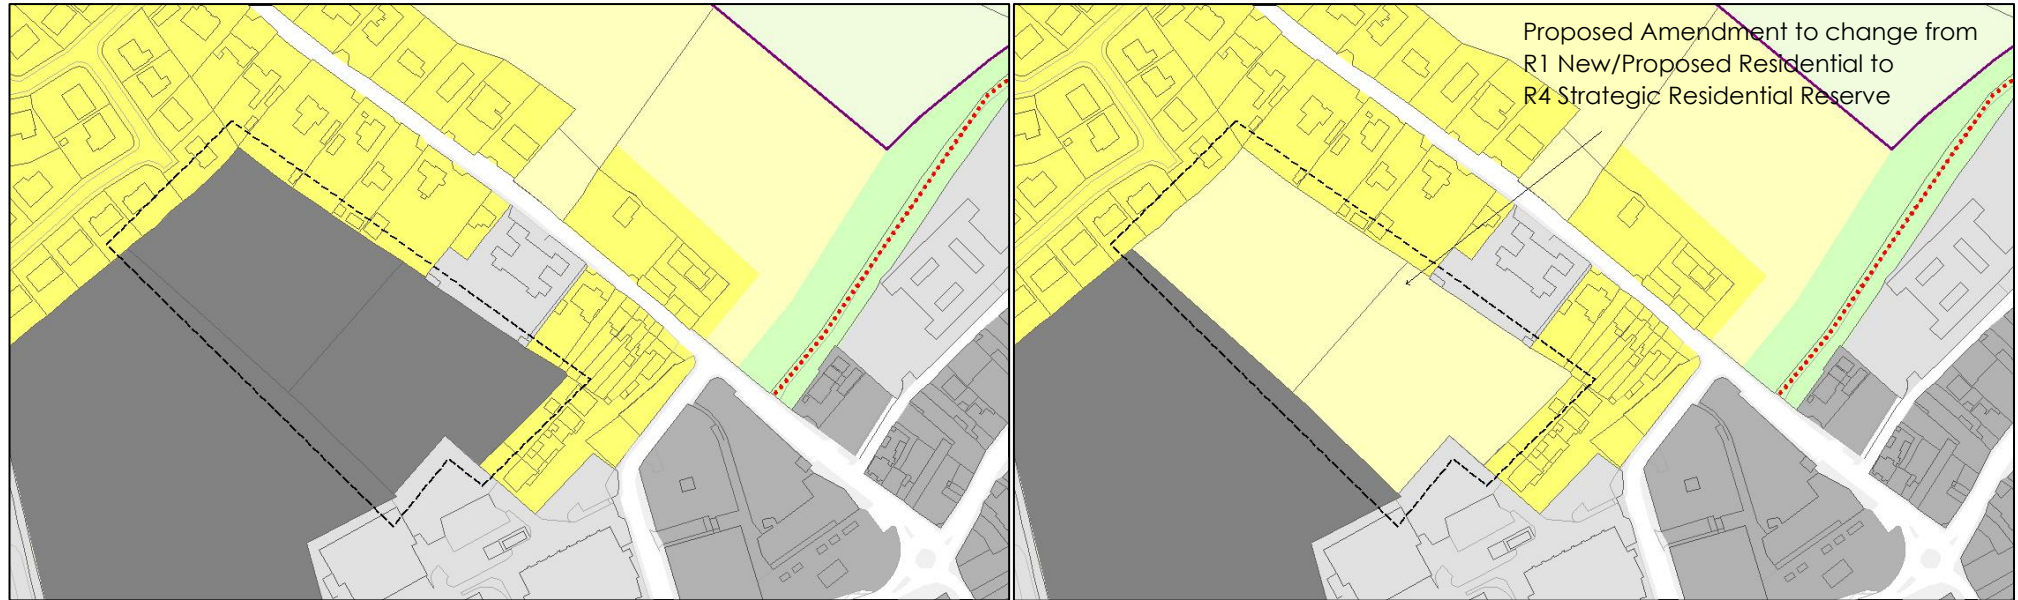 Proposed Amendment to change from
R1 New/Proposed Residential to
R4 Strategic Residential Reserve